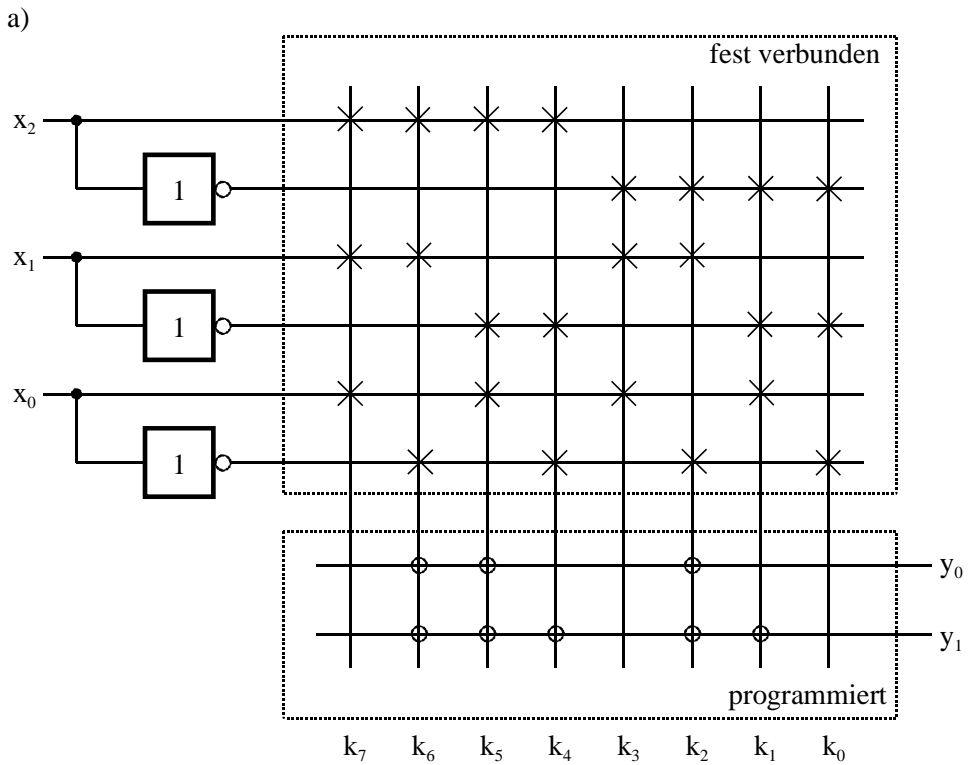 a)
fest verbunden
x₂
1
x₁
1
x₀
1
y₀
y₁
programmiert
k₇ k₆ k₅ k₄ k₃ k₂ k₁ k₀